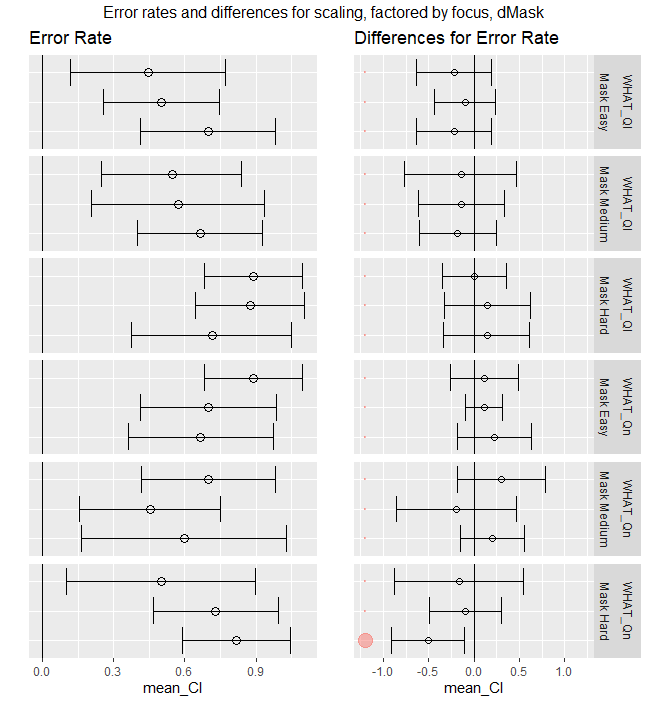 Error rates and differences for scaling, factored by focus, dMask
Error Rate
Differences for Error Rate
WHAT_Ql
Mask Easy
WHAT_Ql
Mask Medium
WHAT_Ql
Mask Hard
WHAT_Qn
Mask Easy
WHAT_Qn
Mask Medium
WHAT_Qn
Mask Hard
0.0 0.3 0.6 0.9
-1.0 -0.5 0.0 0.5 1.0
mean_CI
mean_CI